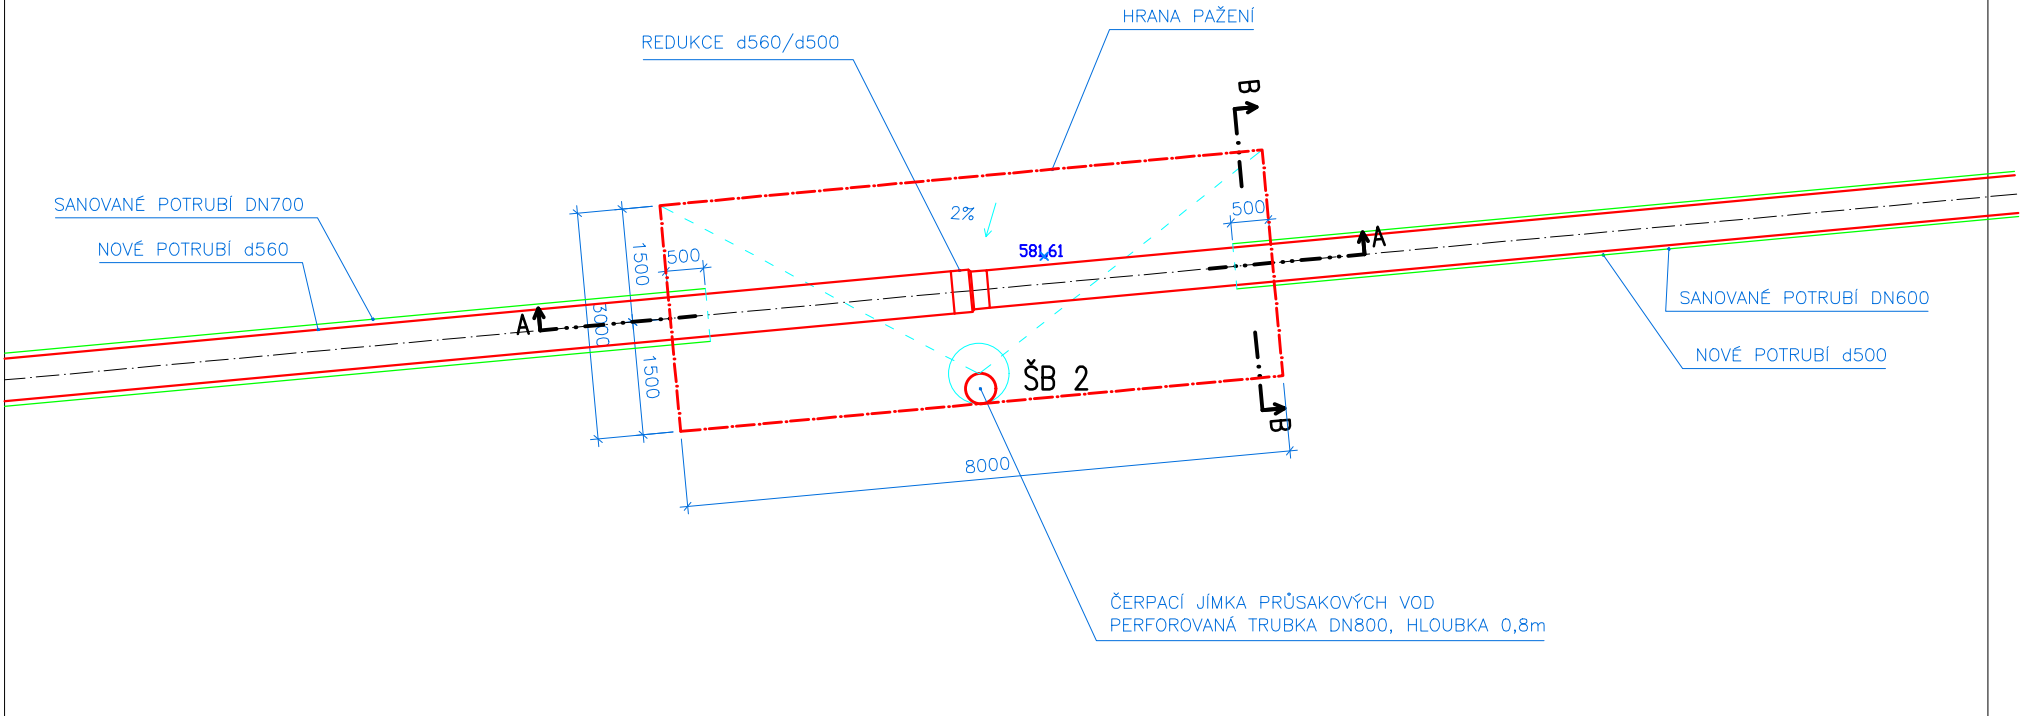 HRANA PAŽENÍ
REDUKCE d560/d500
B
SANOVANÉ POTRUBÍ DN700
NOVÉ POTRUBÍ d560
2%
500
581,61
A
1500
500
3000
1500
A
SANOVANÉ POTRUBÍ DN600
NOVÉ POTRUBÍ d500
ŠB 2
B
8000
ČERPACÍ JÍMKA PRŮSAKOVÝCH VOD
PERFOROVANÁ TRUBKA DN800, HLOUBKA 0,8m